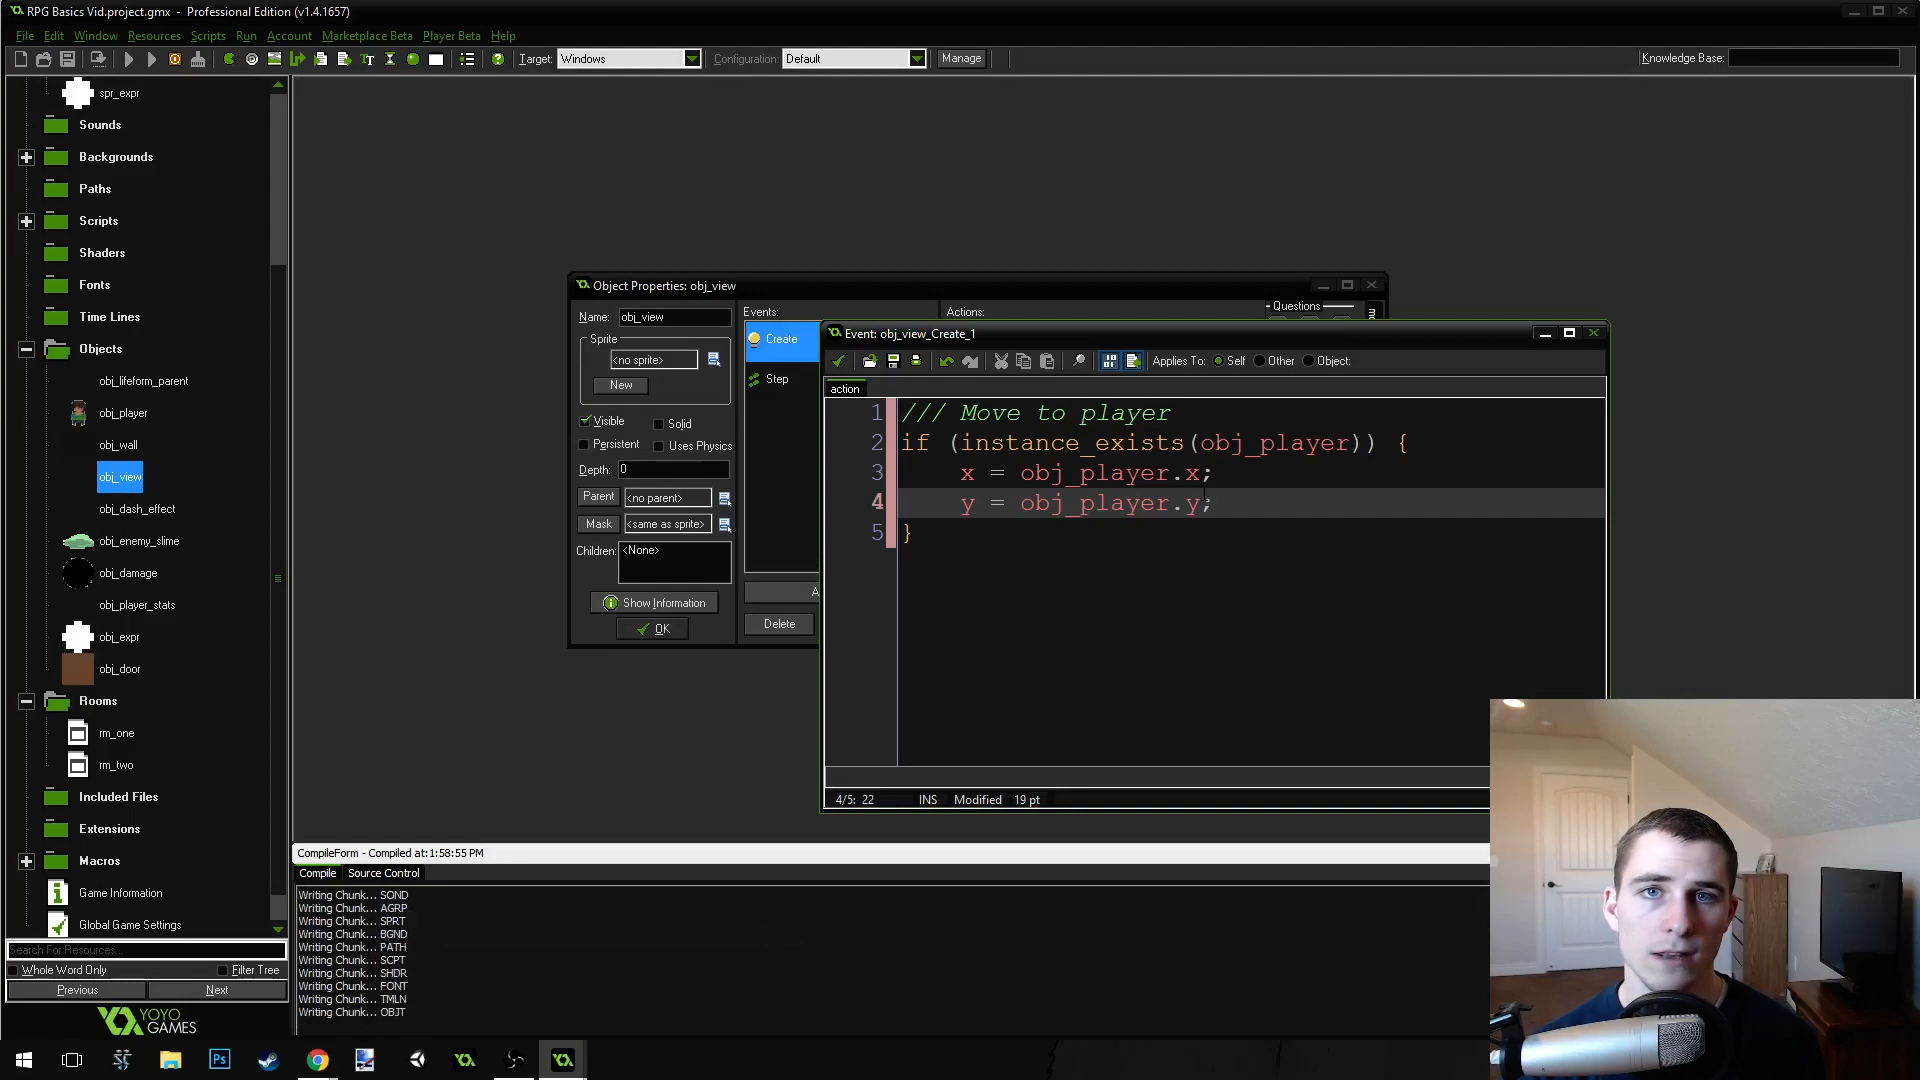 RPG Basics Vid.project.gmx - Professional Edition (v1.4.1657)
File Edit Window Resources Scripts Run Account Marketplace Beta Player Beta Help
Target: Windows Configuration: Default Manage Knowledge Base:
spr_expr
Sounds
Backgrounds
Paths
Scripts
Shaders
Fonts
Time Lines
Objects
obj_lifeform_parent
obj_player
obj_wall
obj_view
obj_dash_effect
obj_enemy_slime
obj_damage
obj_player_stats
obj_expr
obj_door
Rooms
rm_one
rm_two
Included Files
Extensions
Macros
Game Information
Global Game Settings
Search For Resources...
Whole Word Only Filter Tree
Previous Next
YOYO
GAMES
Object Properties: obj_view
Name: obj_view
Sprite
<no sprite>
New
Visible Solid
Persistent Uses Physics
Depth: 0
Parent <no parent>
Mask <same as sprite>
Children: <None>
Show Information
OK
Events:
Create
Step
A
Delete
Actions:
Questions
Event: obj_view_Create_1
Applies To: Self Other Object:
action
1 /// Move to player
2 if (instance_exists(obj_player)) {
3 x = obj_player.x;
4 y = obj_player.y;
5 }
4/5: 22 INS Modified 19 pt
CompileForm - Compiled at:1:58:55 PM
Compile Source Control
Writing Chunk... SOND
Writing Chunk... AGRP
Writing Chunk... SPRT
Writing Chunk... BGND
Writing Chunk... PATH
Writing Chunk... SCPT
Writing Chunk... SHDR
Writing Chunk... FONT
Writing Chunk... TMLN
Writing Chunk... OBJT
Ps